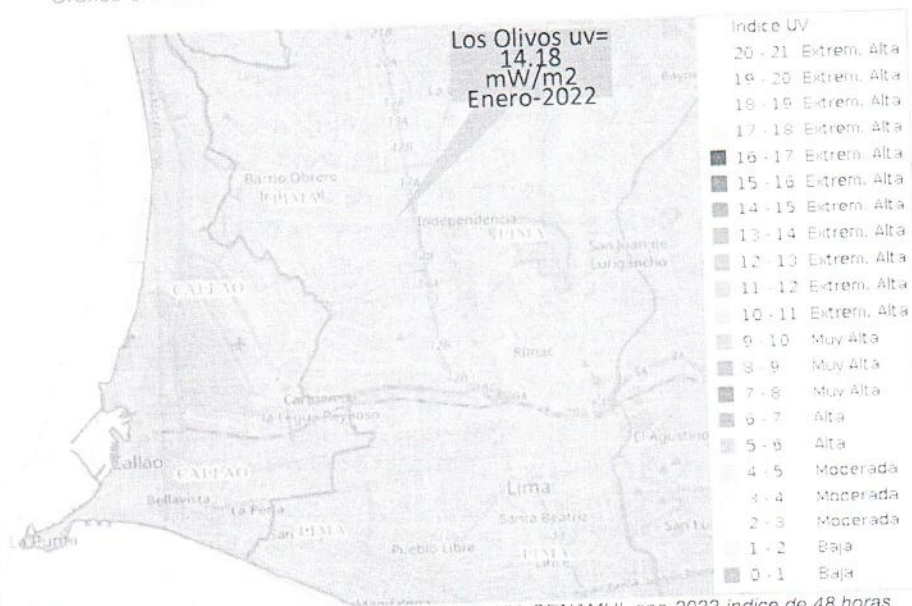 Los Olivos uv=
14.18
mW/m2
Enero-2022
Indice UV
20 - 21 Extrem. Alta
19 - 20 Extrem. Alta
18 - 19 Extrem. Alta
17 - 18 Extrem. Alta
16 - 17 Extrem. Alta
15 - 16 Extrem. Alta
14 - 15 Extrem. Alta
13 - 14 Extrem. Alta
12 - 13 Extrem. Alta
11 - 12 Extrem. Alta
10 - 11 Extrem. Alta
9 - 10 Muy Alta
8 - 9 Muy Alta
7 - 8 Muy Alta
6 - 7 Alta
5 - 6 Alta
4 - 5 Moderada
3 - 4 Moderada
2 - 3 Moderada
1 - 2 Baja
0 - 1 Baja
Barrio Obrero
Independencia
LIMA
San Juan de
Lurigancho
CALLAO
Rimac
Carmen de
la Legua Reynoso
El Agustino
Callao
CALLAO
Bellavista
La Perla
Lima
Santa Beatriz
La Punta
San
LIMA
Pueblo Libre
LIMA
2022 indice de 48 horas